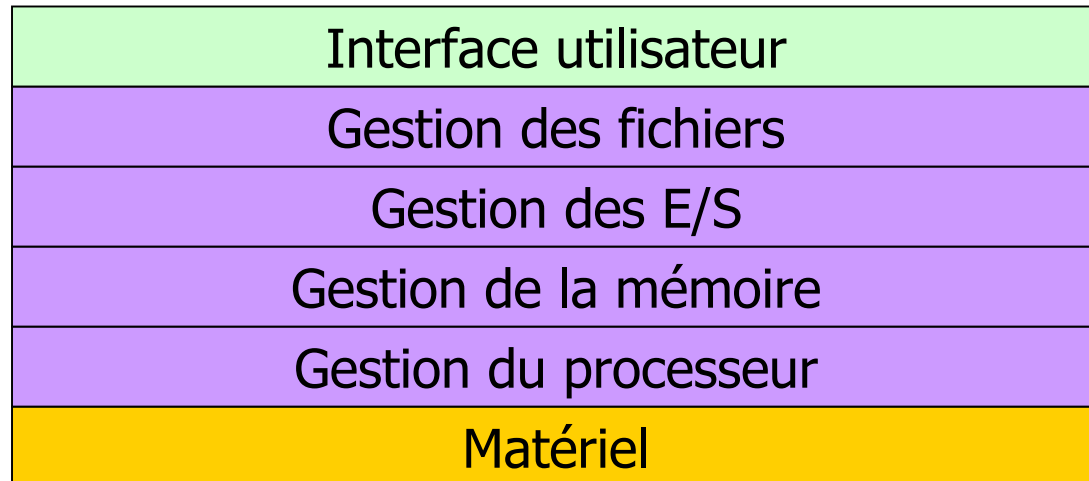 Interface utilisateur
Gestion des fichiers
Gestion des E/S
Gestion de la mémoire
Gestion du processeur
Matériel